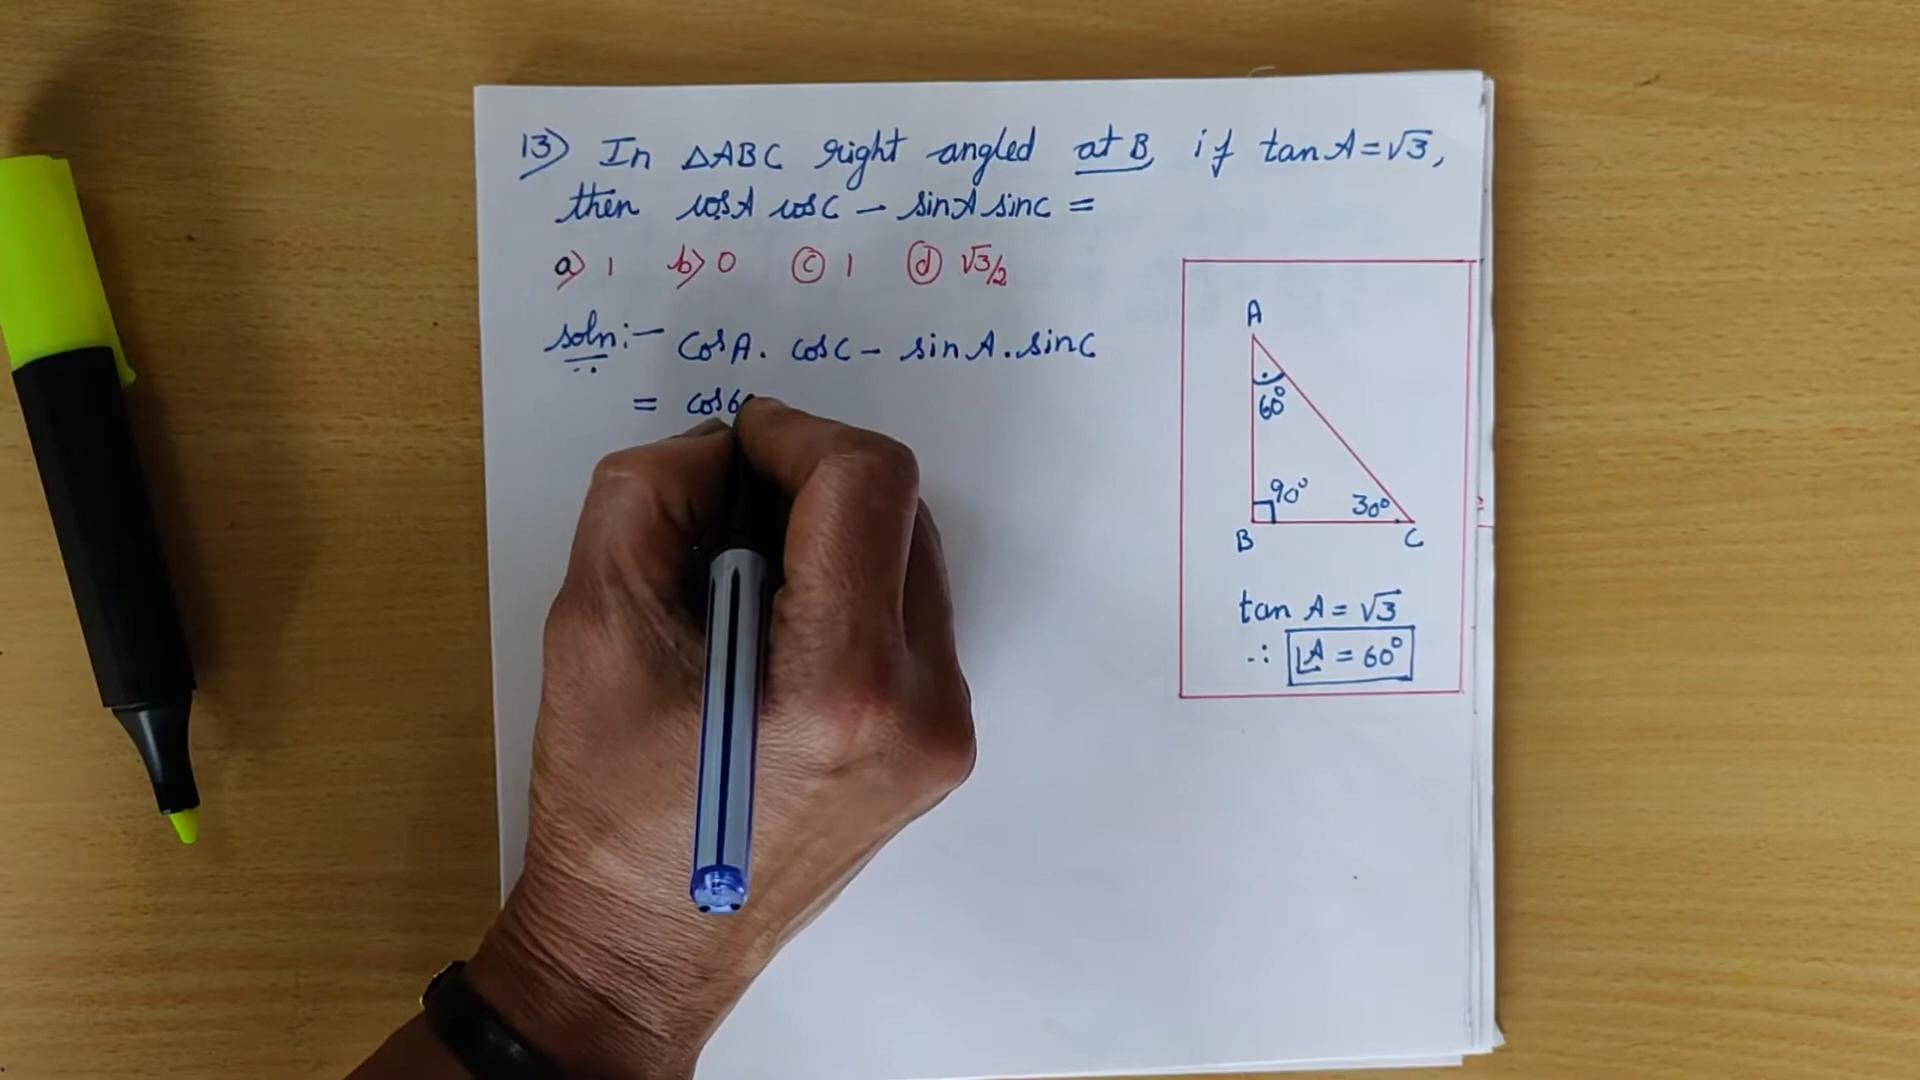 13) In △ABC right angled at B, if tan A = √3,
then cosA cosC – sinA sinC =
a) 1 b) 0 c) 1 d) √3/2
soln:- CosA. cosC – sinA. sinC
= cos6
A
60°
90°
30°
B C
tan A = √3
∴ ∠A = 60°